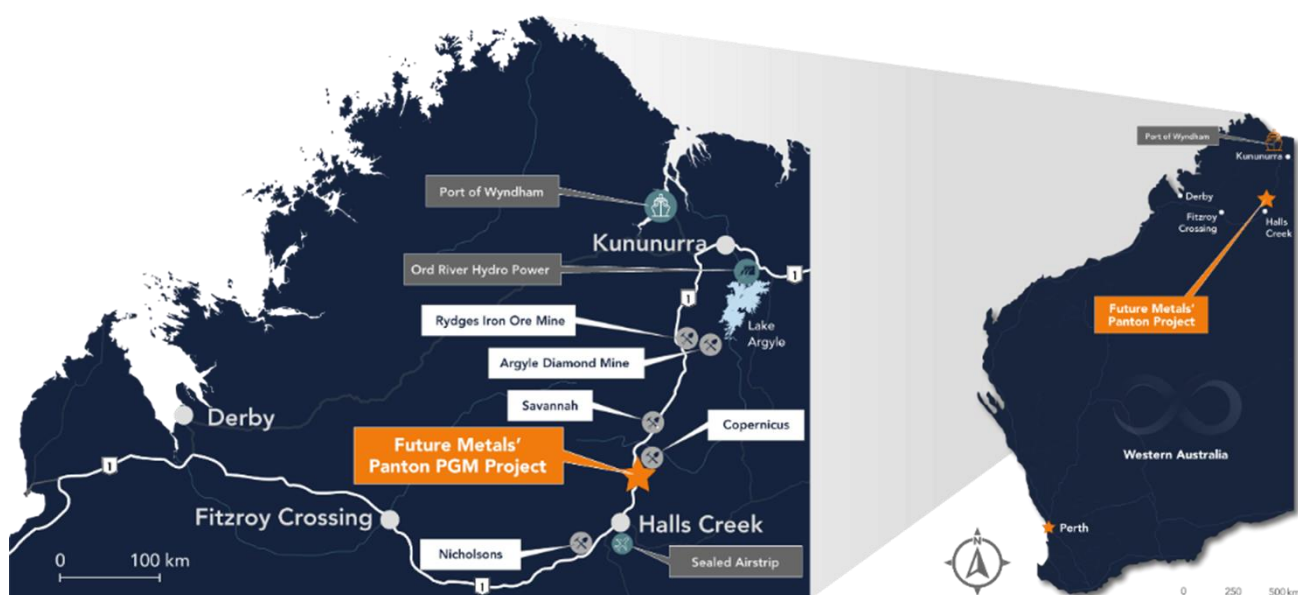 Port of Wyndham
Kununurra
Ord River Hydro Power
1
1
Rydges Iron Ore Mine
Lake
Argyle
Argyle Diamond Mine
Savannah
Copernicus
Derby
Future Metals'
Panton PGM Project
1
Fitzroy Crossing
Halls Creek
Nicholsons
Sealed Airstrip
1
0 100 km
Port of Wyndham
Kununurra
Derby
Fitzroy
Crossing
Halls
Creek
Future Metals'
Panton Project
Western Australia
Perth
0 250 500 km